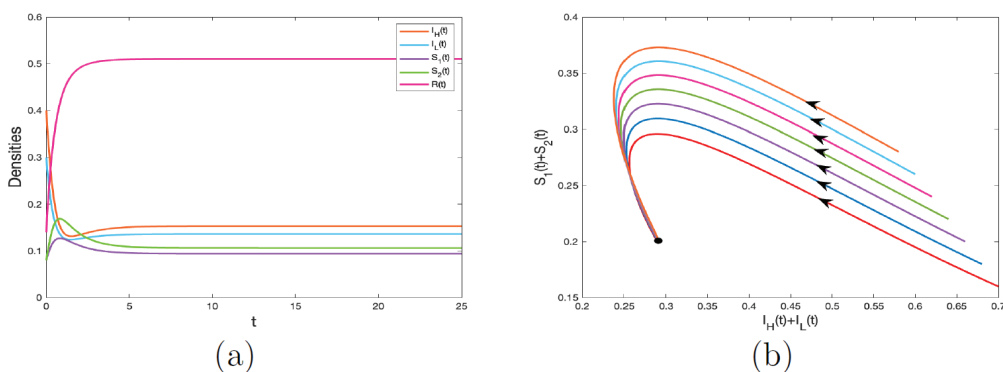 0.6
0.5
0.4
0.3
0.2
0.1
0
Densities
0 5 10 15 20 25
t
I_H(t)
I_L(t)
S_1(t)
S_2(t)
R(t)
(a)
0.4
0.35
0.3
0.25
0.2
0.15
S_1(t)+S_2(t)
0.2 0.25 0.3 0.35 0.4 0.45 0.5 0.55 0.6 0.65 0.7
I_H(t)+I_L(t)
(b)